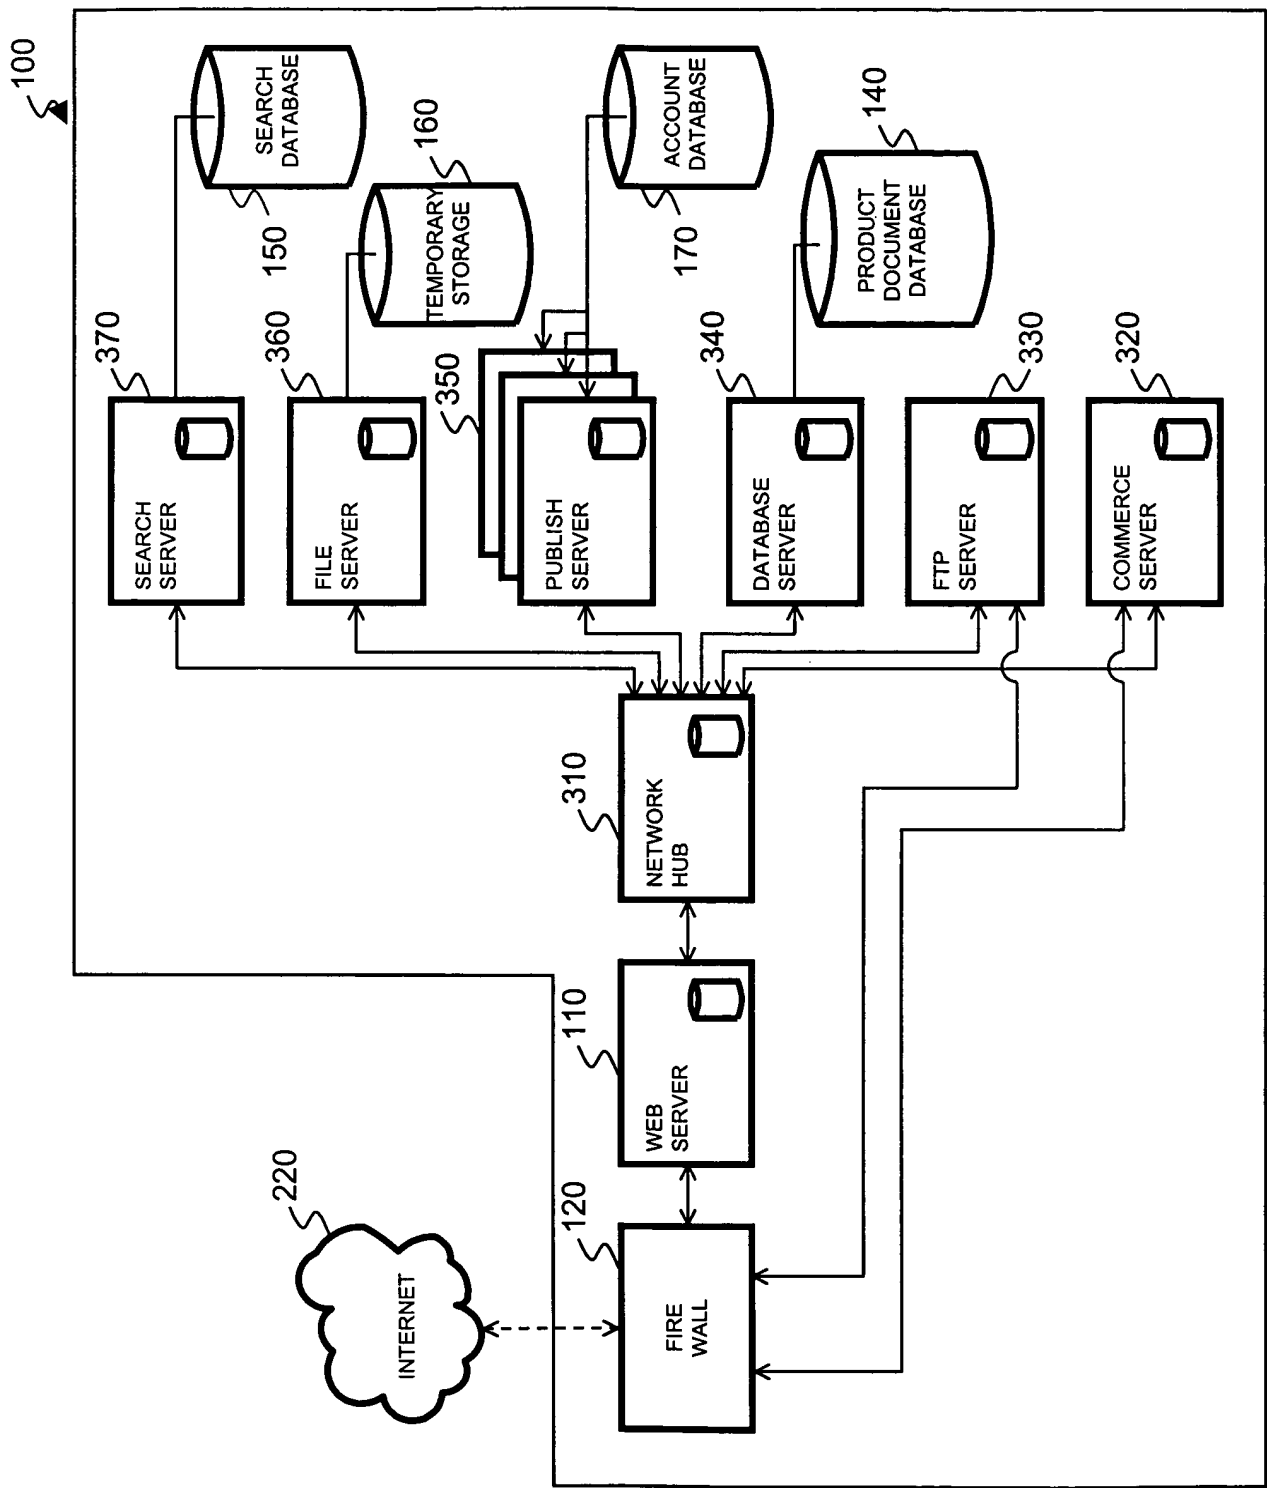 100
SEARCH
DATABASE
150
TEMPORARY
STORAGE
160
ACCOUNT
DATABASE
170
PRODUCT
DOCUMENT
DATABASE
140
370
SEARCH
SERVER
360
FILE
SERVER
350
PUBLISH
SERVER
340
DATABASE
SERVER
330
FTP
SERVER
320
COMMERCE
SERVER
310
NETWORK
HUB
110
WEB
SERVER
120
FIRE
WALL
220
INTERNET